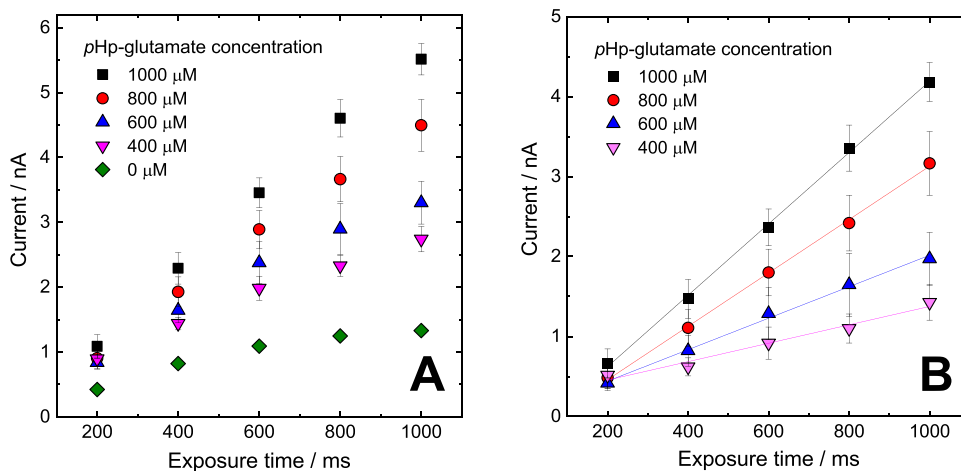 6
5
4
3
2
1
0
Current / nA
pHp-glutamate concentration
1000 μM
800 μM
600 μM
400 μM
0 μM
A
200 400 600 800 1000
Exposure time / ms
5
4
3
2
1
0
Current / nA
pHp-glutamate concentration
1000 μM
800 μM
600 μM
400 μM
B
200 400 600 800 1000
Exposure time / ms